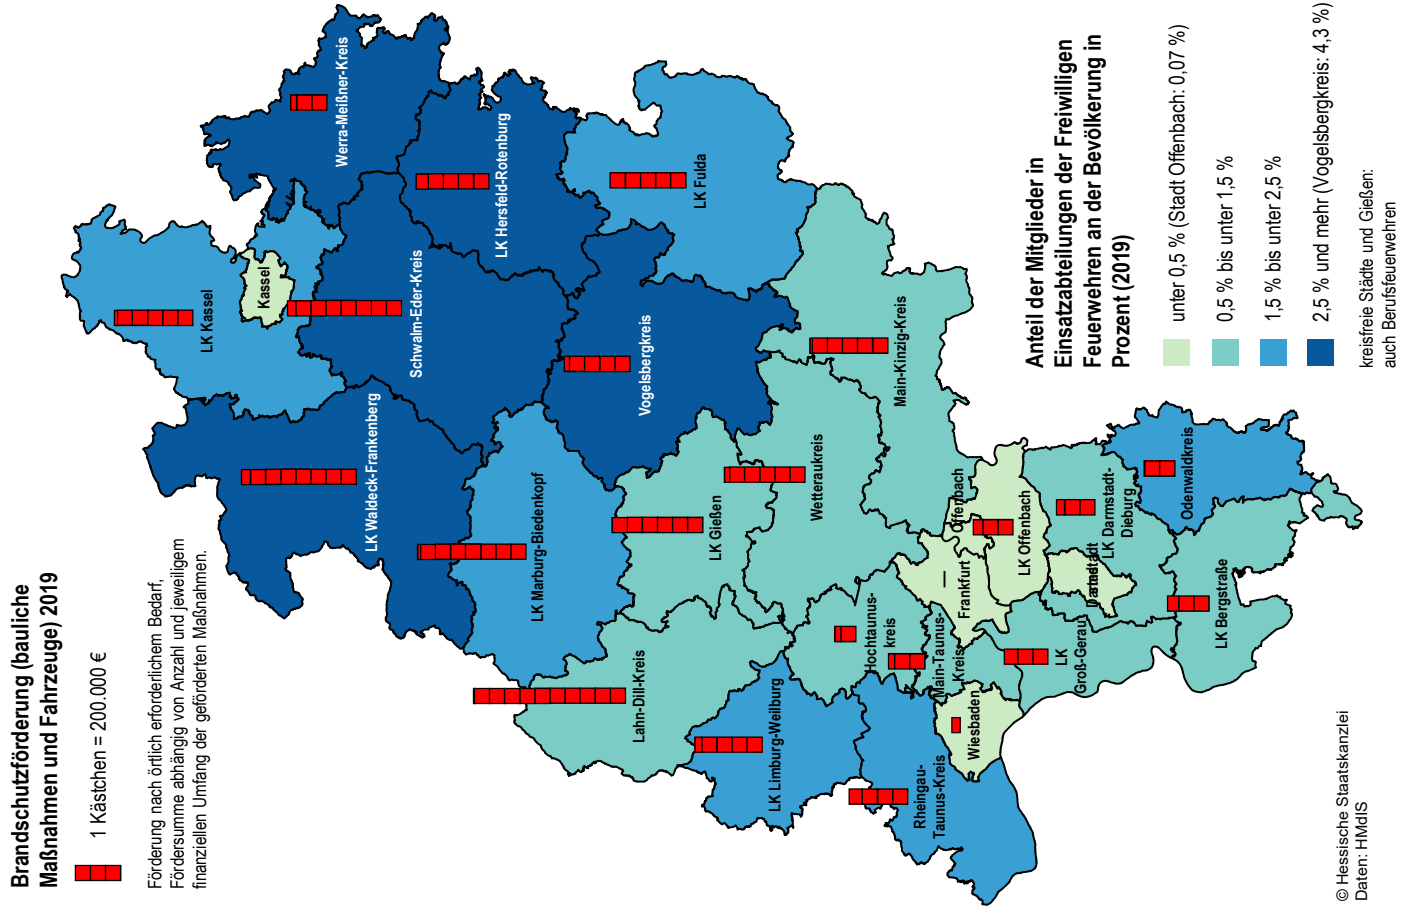 Brandschutzförderung (bauliche
Maßnahmen und Fahrzeuge) 2019
1 Kästchen = 200.000 €
Förderung nach örtlich erforderlichem Bedarf,
Fördersumme abhängig von Anzahl und jeweiligem
finanziellen Umfang der geförderten Maßnahmen.
LK Kassel
Kassel
Werra-Meißner-Kreis
LK Waldeck-Frankenberg
Schwalm-Eder-Kreis
LK Hersfeld-Rotenburg
LK Marburg-Biedenkopf
Vogelsbergkreis
LK Fulda
Lahn-Dill-Kreis
LK Gießen
LK Limburg-Weilburg
Wetteraukreis
Main-Kinzig-Kreis
Hochtaunus-
kreis
Rheingau-
Taunus-Kreis
Main-Taunus-
Kreis
Frankfurt
Offenbach
Wiesbaden
LK Offenbach
LK
Groß-Gerau
Darmstadt
LK Darmstadt-
Dieburg
Odenwaldkreis
LK Bergstraße
Anteil der Mitglieder in
Einsatzabteilungen der Freiwilligen
Feuerwehren an der Bevölkerung in
Prozent (2019)
unter 0,5 % (Stadt Offenbach: 0,07 %)
0,5 % bis unter 1,5 %
1,5 % bis unter 2,5 %
2,5 % und mehr (Vogelsbergkreis: 4,3 %)
kreisfreie Städte und Gießen:
auch Berufsfeuerwehren
© Hessische Staatskanzlei
Daten: HMdIS